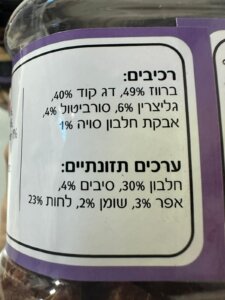 רכיבים:
ברווז 49%, דג קוד 40%,
גליצרין 6%, סורביטול 4%,
אבקת חלבון סויה 1%
ערכים תזונתיים:
חלבון 30%, סיבים 4%,
אפר 3%, שומן 2%, לחות 23%